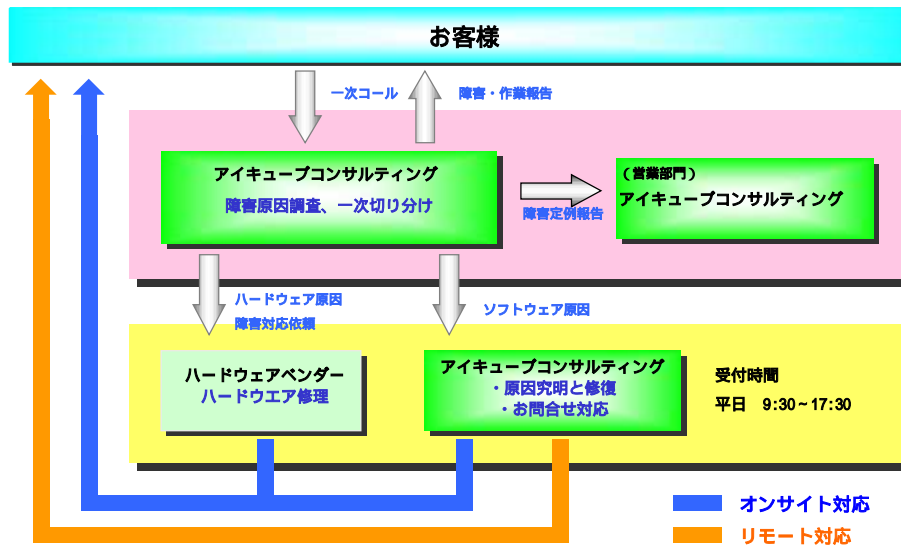 お客様
一次コール
障害・作業報告
アイキューブコンサルティング
障害原因調査、一次切り分け
障害定例報告
（営業部門）
アイキューブコンサルティング
ハードウェア原因
障害対応依頼
ソフトウェア原因
ハードウェアベンダー
ハードウエア修理
アイキューブコンサルティング
・原因究明と修復
・お問合せ対応
受付時間
平日　9:30～17:30
オンサイト対応
リモート対応